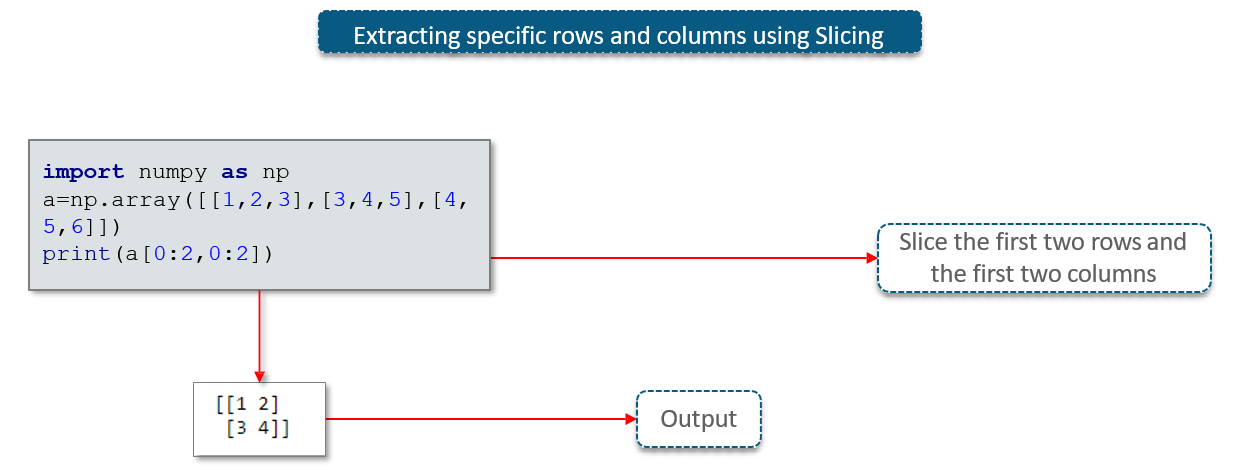 Extracting specific rows and columns using Slicing
import numpy as np
a=np.array([[1,2,3],[3,4,5],[4,
5,6]])
print(a[0:2,0:2])
Slice the first two rows and
the first two columns
[[1 2]
[3 4]]
Output